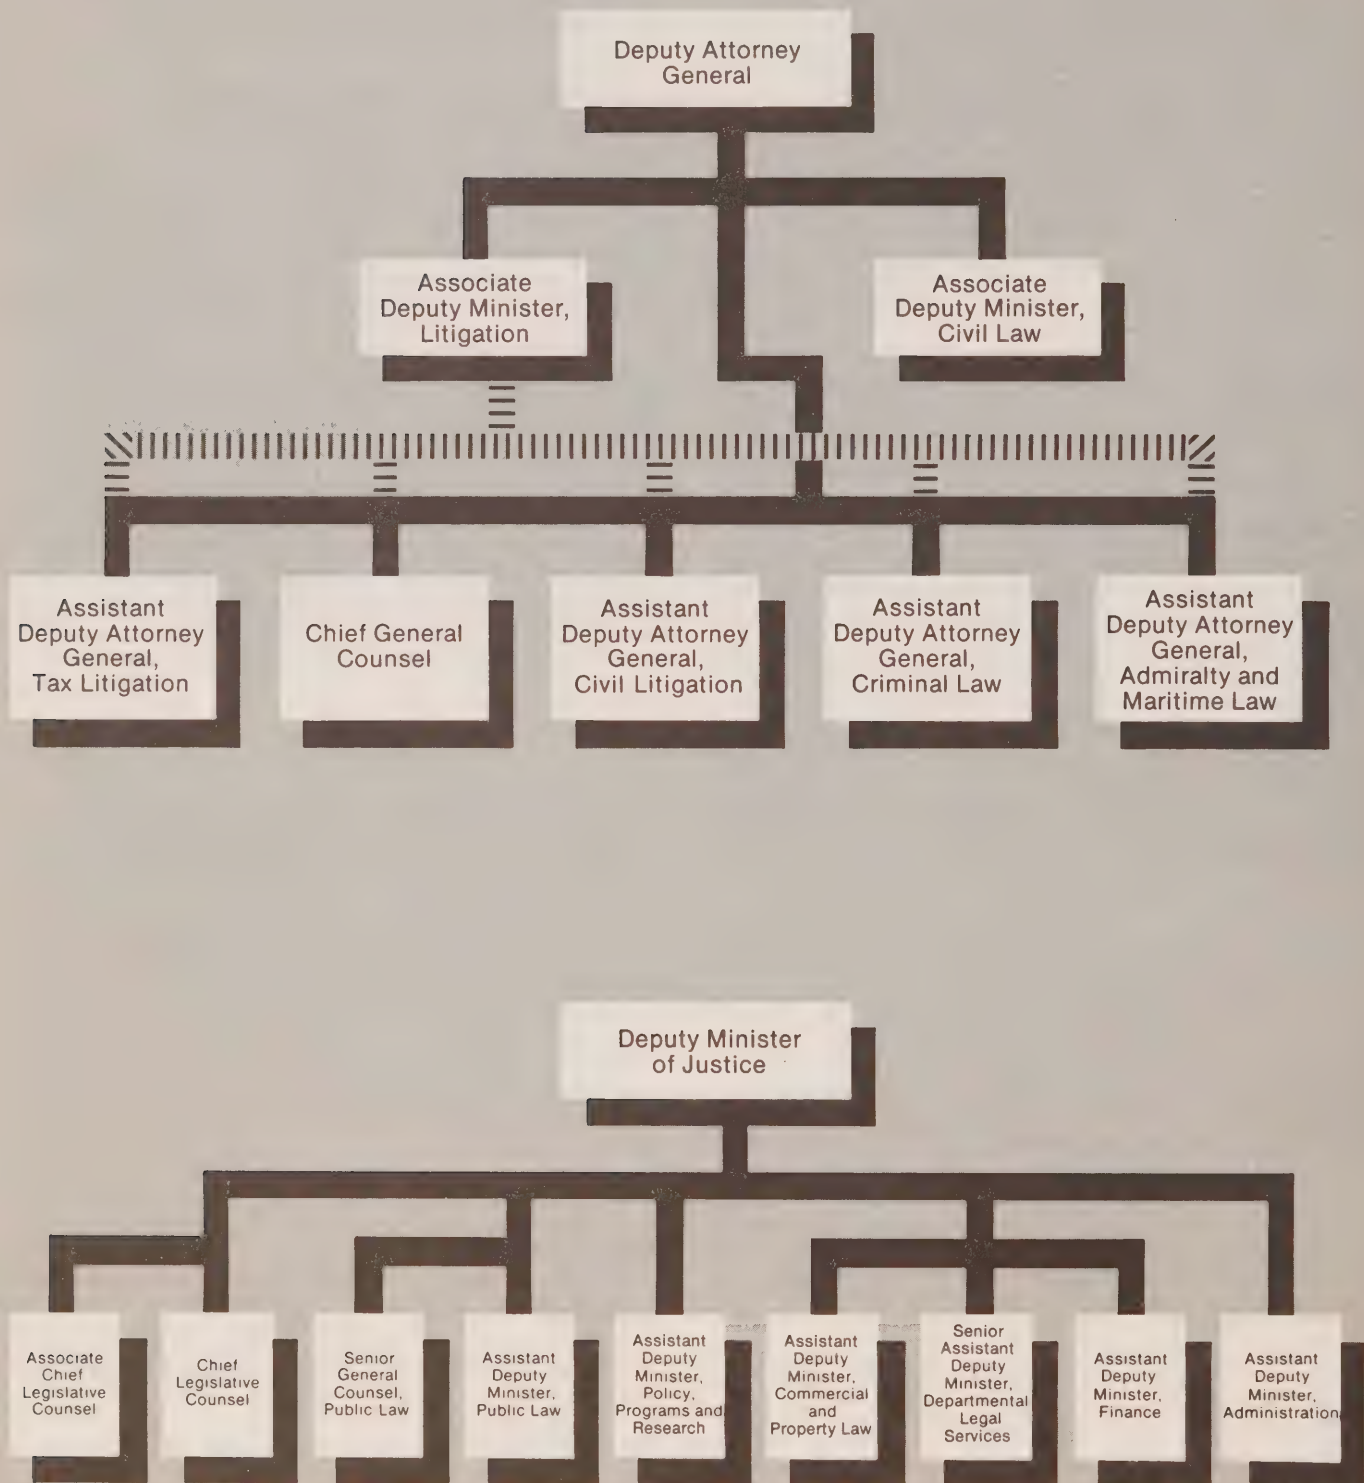 Deputy Attorney
General
Associate
Deputy Minister,
Litigation
Associate
Deputy Minister,
Civil Law
Assistant
Deputy Attorney
General,
Tax Litigation
Chief General
Counsel
Assistant
Deputy Attorney
General,
Civil Litigation
Assistant
Deputy Attorney
General,
Criminal Law
Assistant
Deputy Attorney
General,
Admiralty and
Maritime Law
Deputy Minister
of Justice
Associate
Chief
Legislative
Counsel
Chief
Legislative
Counsel
Senior
General
Counsel,
Public Law
Assistant
Deputy
Minister,
Public Law
Assistant
Deputy
Minister,
Policy,
Programs and
Research
Assistant
Deputy
Minister,
Commercial
and
Property Law
Senior
Assistant
Deputy
Minister,
Departmental
Legal
Services
Assistant
Deputy
Minister,
Finance
Assistant
Deputy
Minister,
Administration